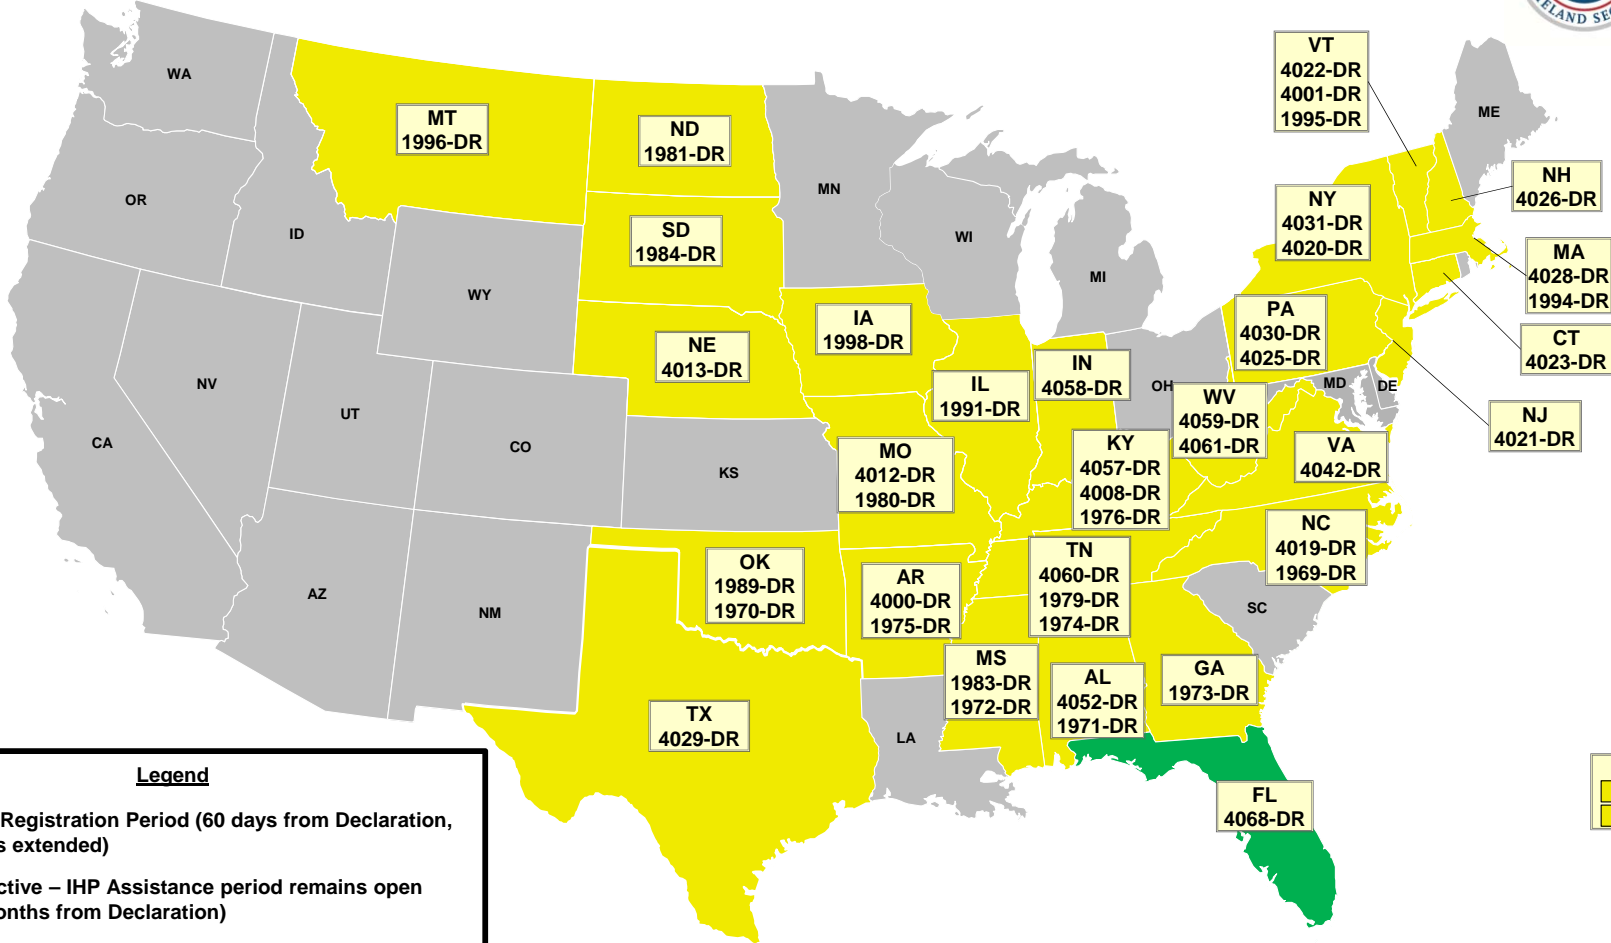 ELAND SEC
WA
MT
1996-DR
ND
1981-DR
VT
4022-DR
4001-DR
1995-DR
ME
OR
ID
SD
1984-DR
MN
WI
MI
NY
4031-DR
4020-DR
NH
4026-DR
MA
4028-DR
1994-DR
WY
IA
1998-DR
NE
4013-DR
IL
1991-DR
IN
4058-DR
OH
PA
4030-DR
4025-DR
CT
4023-DR
MD
DE
NJ
4021-DR
NV
UT
CO
CA
KS
MO
4012-DR
1980-DR
KY
4057-DR
4008-DR
1976-DR
WV
4059-DR
4061-DR
VA
4042-DR
NC
4019-DR
1969-DR
AZ
NM
OK
1989-DR
1970-DR
AR
4000-DR
1975-DR
TN
4060-DR
1979-DR
1974-DR
SC
TX
4029-DR
LA
MS
1983-DR
1972-DR
AL
4052-DR
1971-DR
GA
1973-DR
FL
4068-DR
Legend
Registration Period (60 days from Declaration,
s extended)
ctive – IHP Assistance period remains open
onths from Declaration)